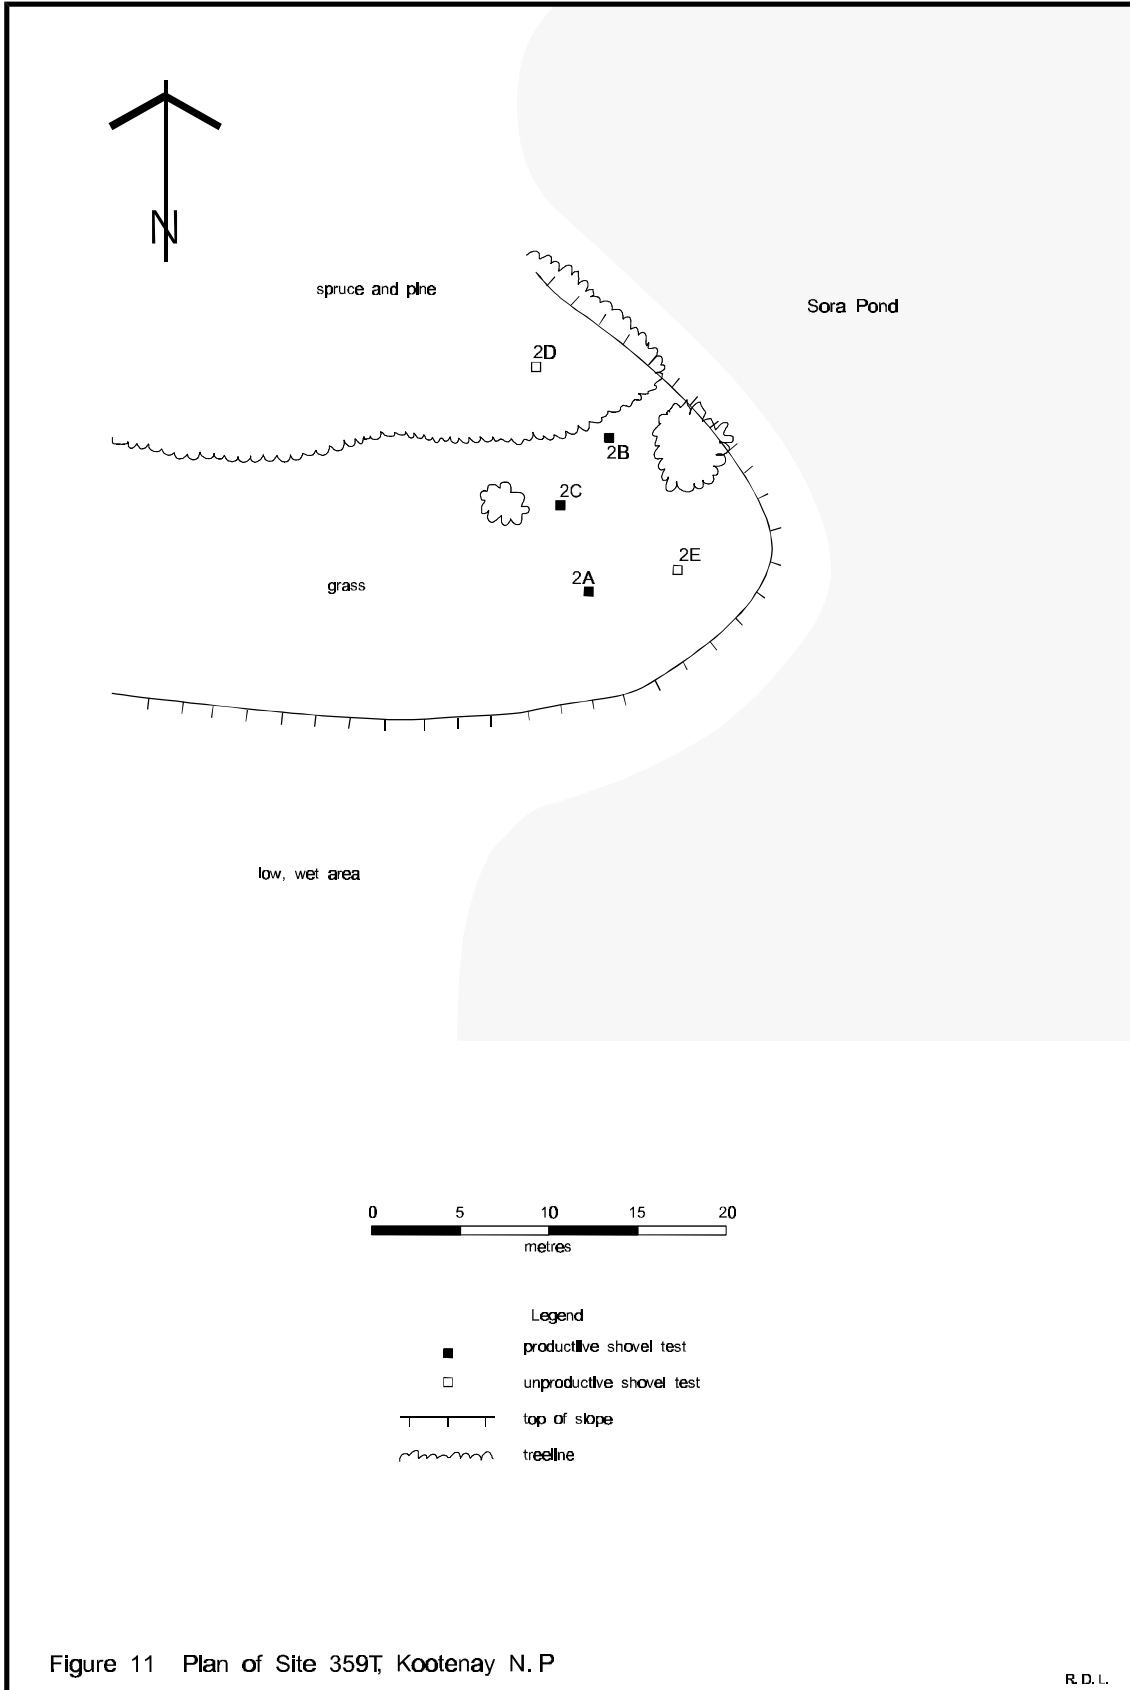 N
spruce and pine
Sora Pond
2D
2B
2C
2E
2A
grass
low, wet area
0 5 10 15 20
metres
Legend
productive shovel test
unproductive shovel test
top of slope
treeline
Figure 11 Plan of Site 359T, Kootenay N. P
R. D. L.